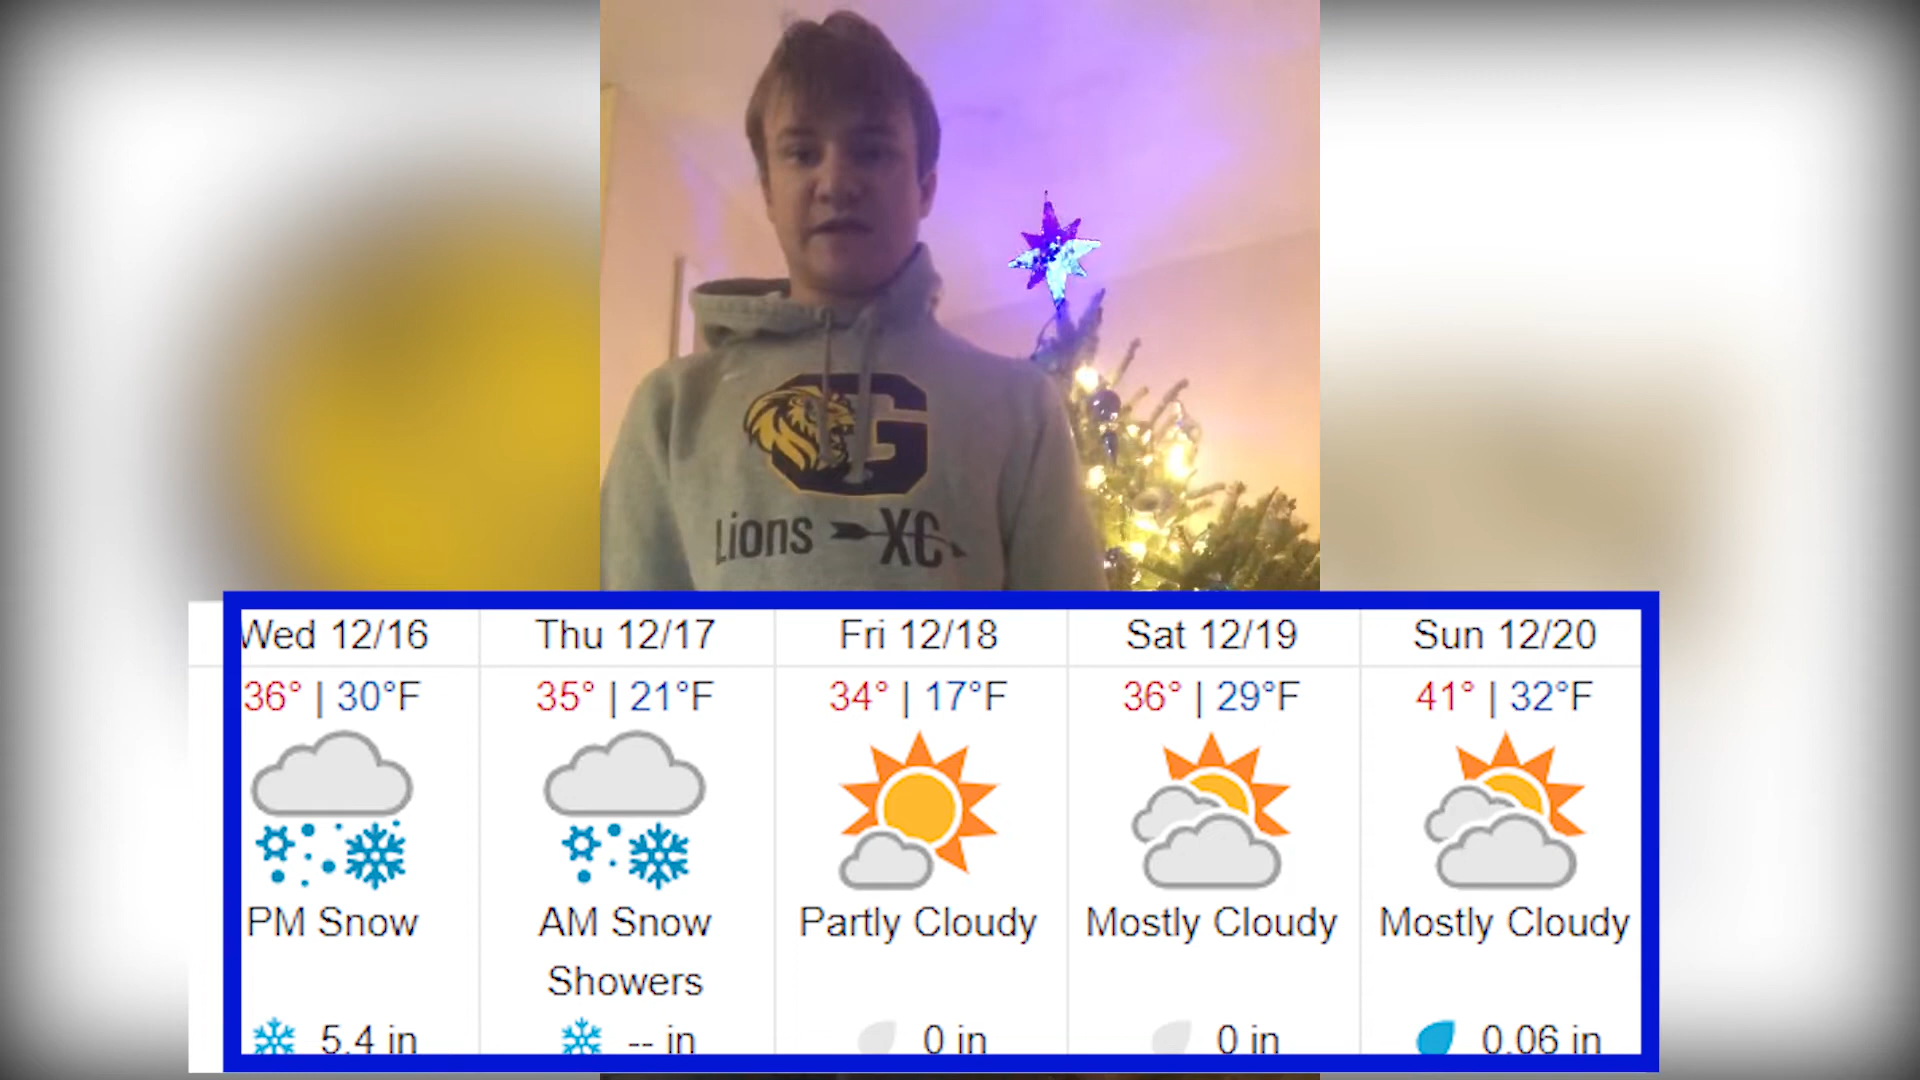 G
Lions XC
Wed 12/16 Thu 12/17 Fri 12/18 Sat 12/19 Sun 12/20
36° | 30°F 35° | 21°F 34° | 17°F 36° | 29°F 41° | 32°F
PM Snow AM Snow Partly Cloudy Mostly Cloudy Mostly Cloudy
Showers
5.4 in -- in 0 in 0 in 0.06 in